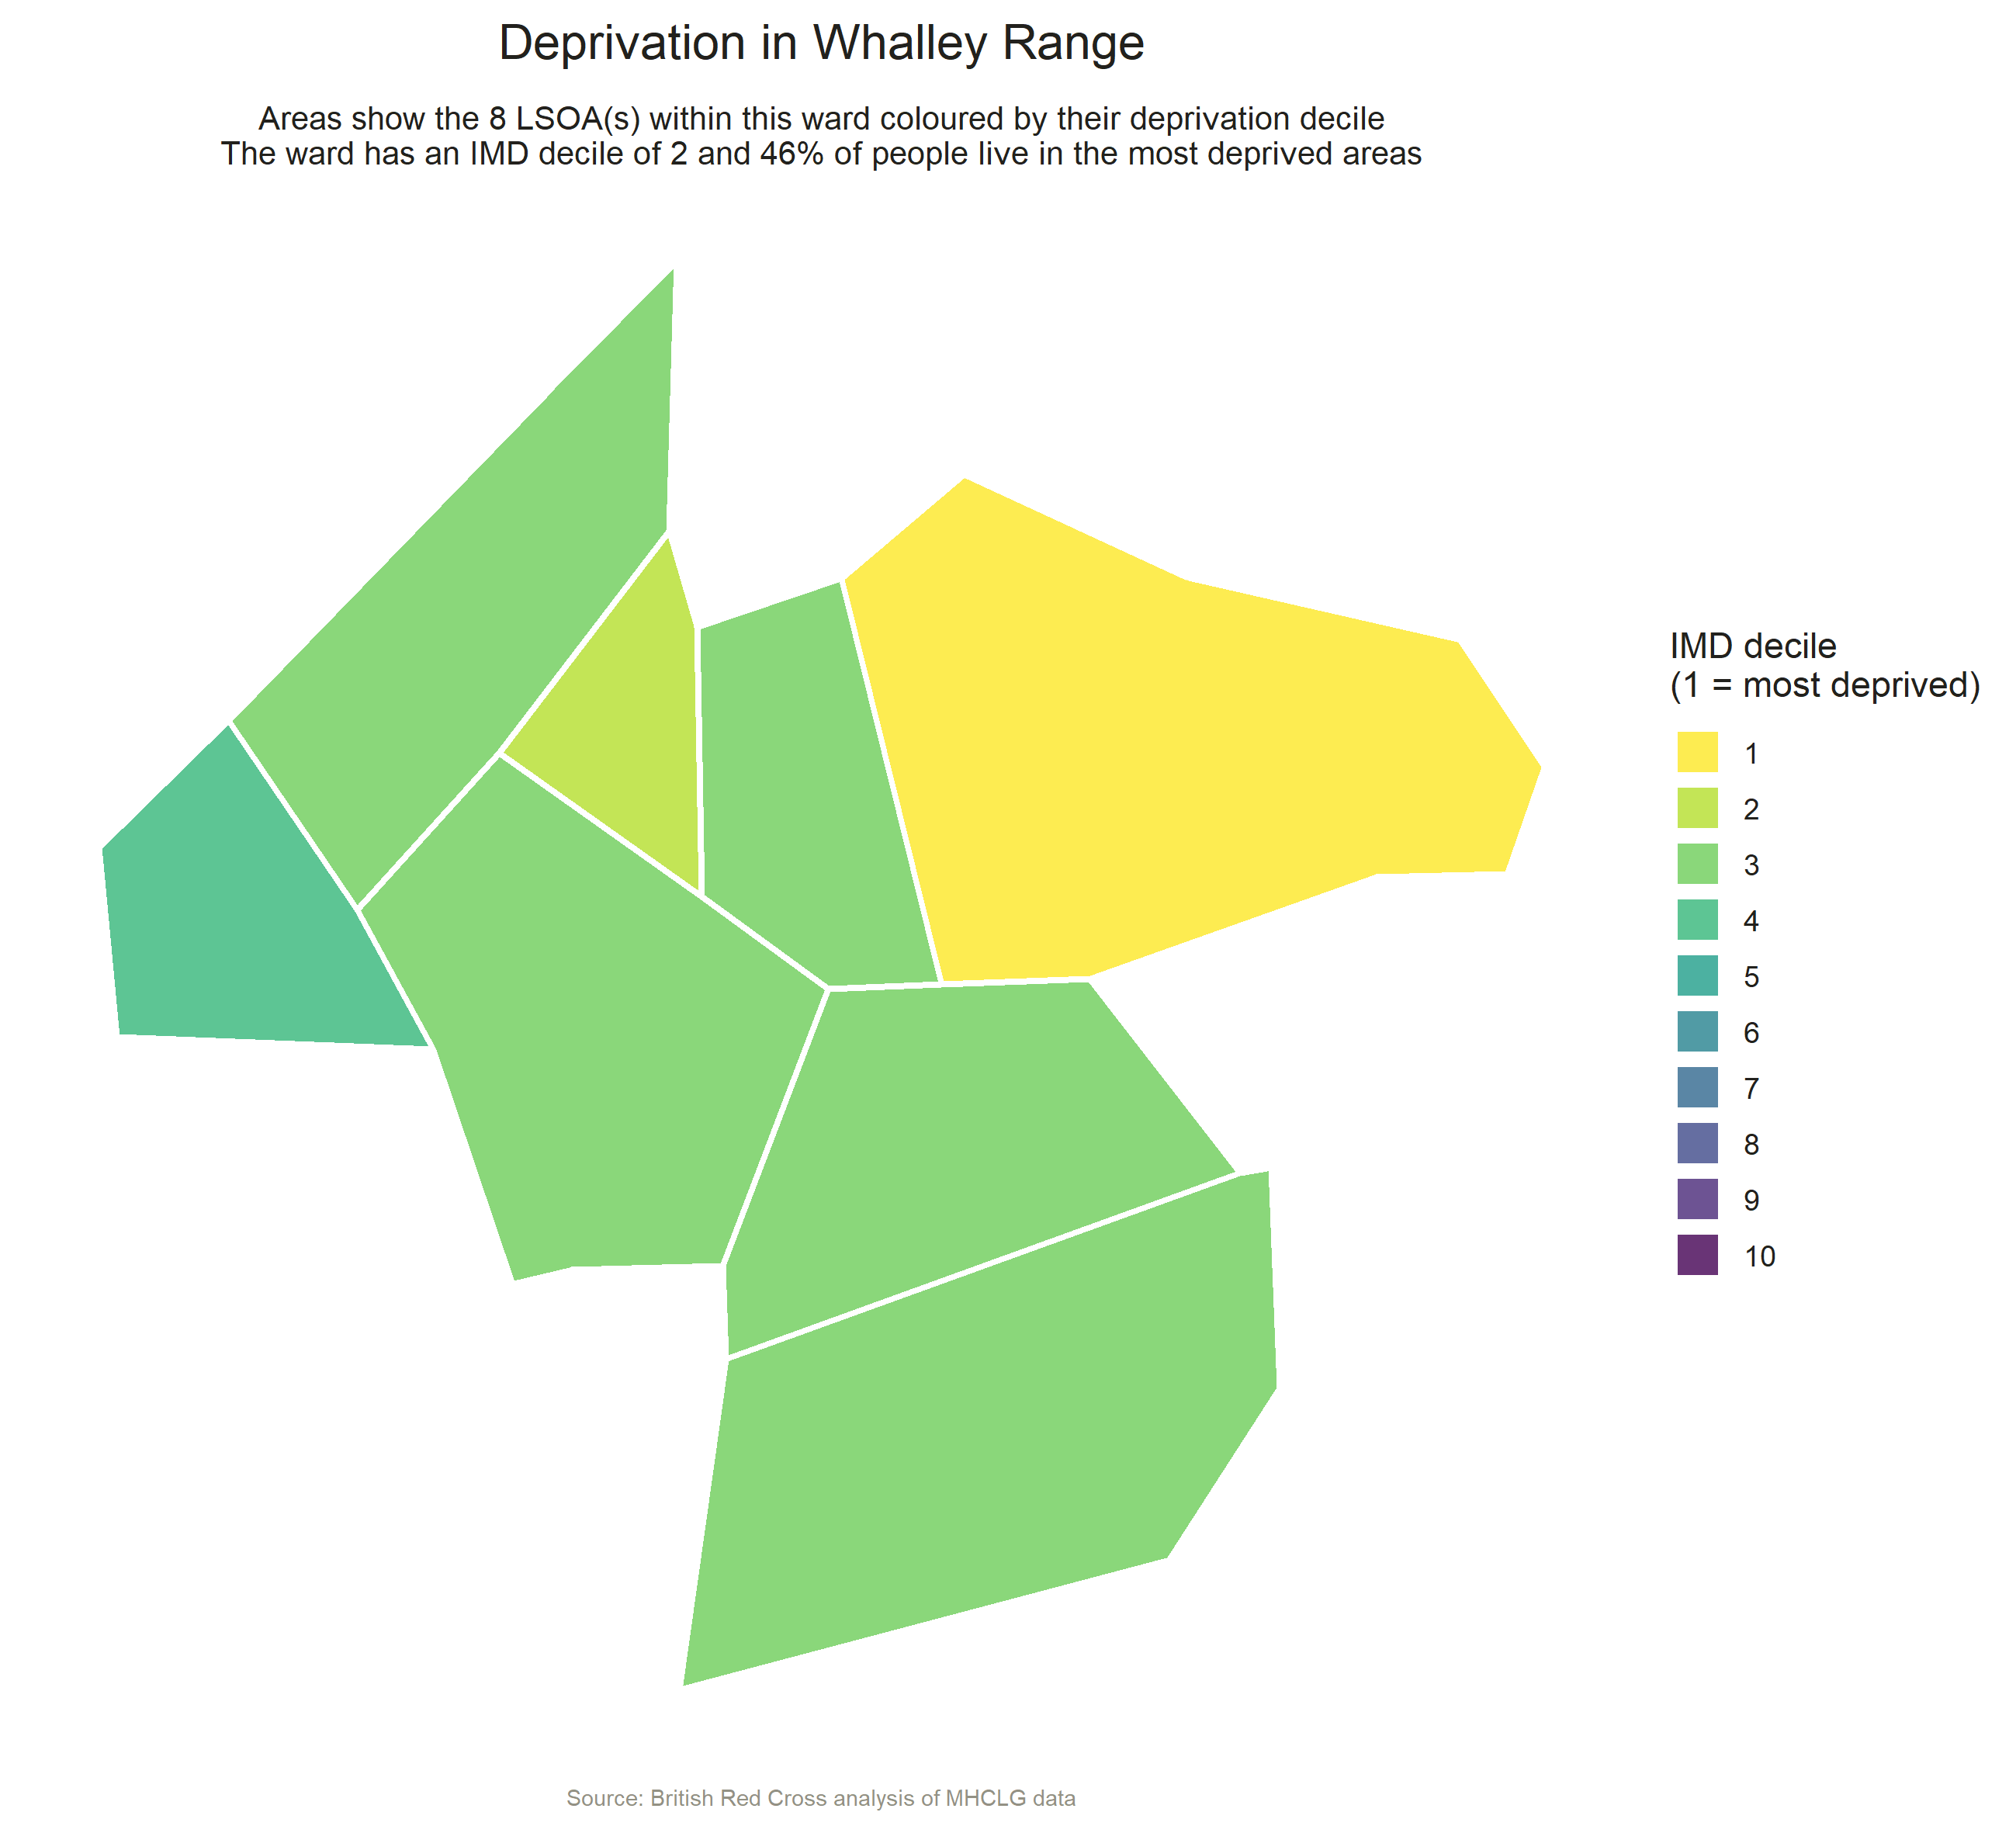 Deprivation in Whalley Range
Areas show the 8 LSOA(s) within this ward coloured by their deprivation decile
The ward has an IMD decile of 2 and 46% of people live in the most deprived areas
IMD decile
(1 = most deprived)
1
2
3
4
5
6
7
8
9
10
Source: British Red Cross analysis of MHCLG data